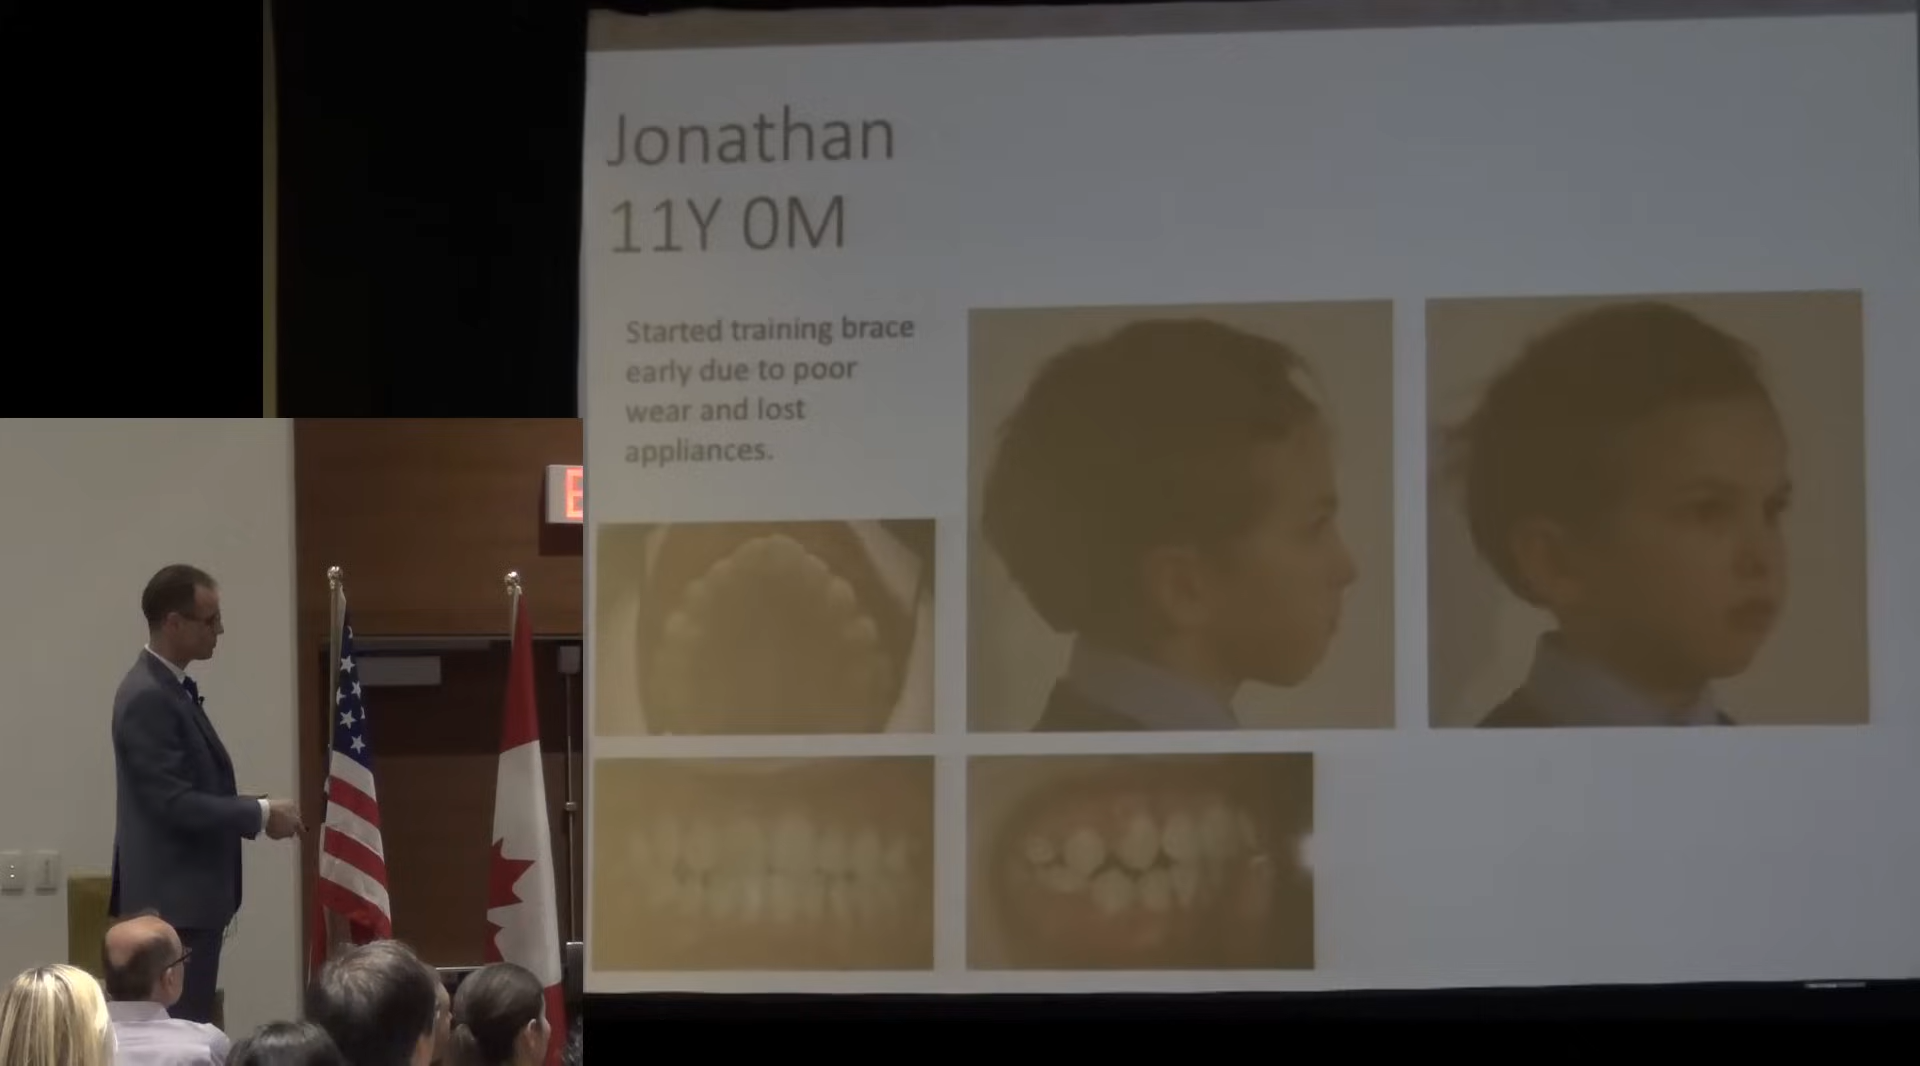 Jonathan
11Y 0M
Started training brace
early due to poor
wear and lost
appliances.
E